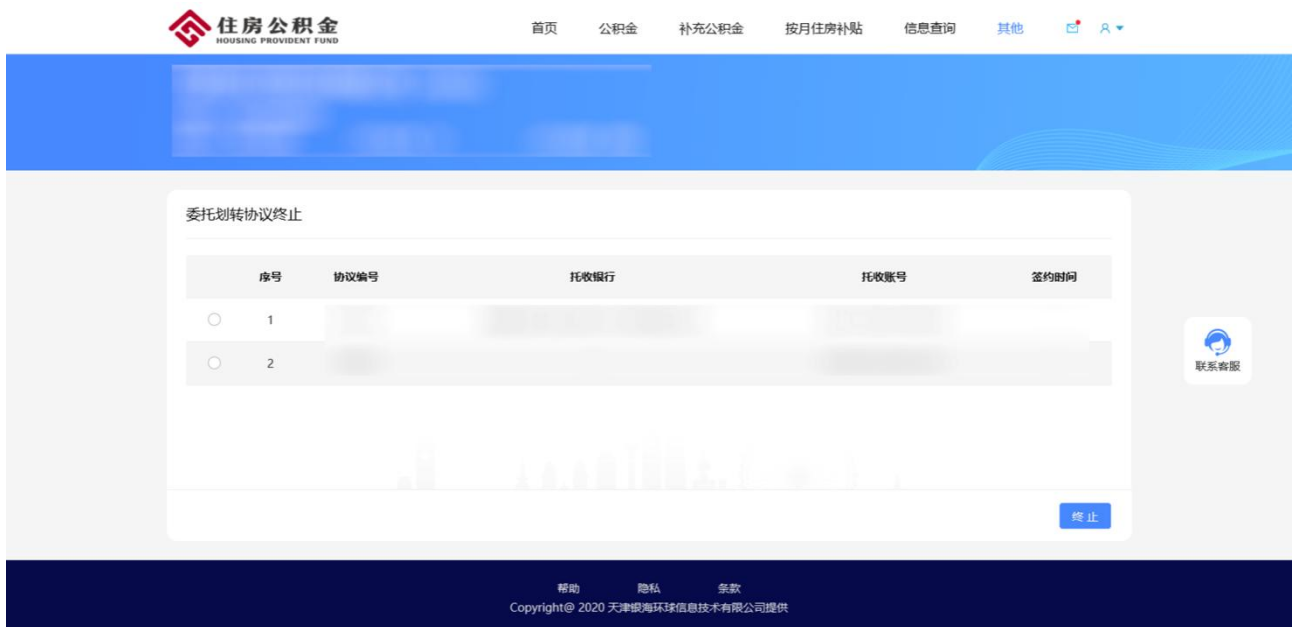 住房公积金
HOUSING PROVIDENT FUND
首页 公积金 补充公积金 按月住房补贴 信息查询 其他
委托划转协议终止
序号 协议编号 托收银行 托收账号 签约时间
1
2
联系客服
终止
帮助 隐私 条款
Copyright@ 2020 天津银海环球信息技术有限公司提供